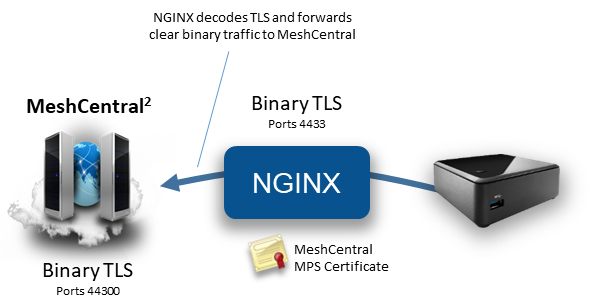 NGINX decodes TLS and forwards
clear binary traffic to MeshCentral
MeshCentral²
Binary TLS
Ports 4433
NGINX
MeshCentral
MPS Certificate
Binary TLS
Ports 44300